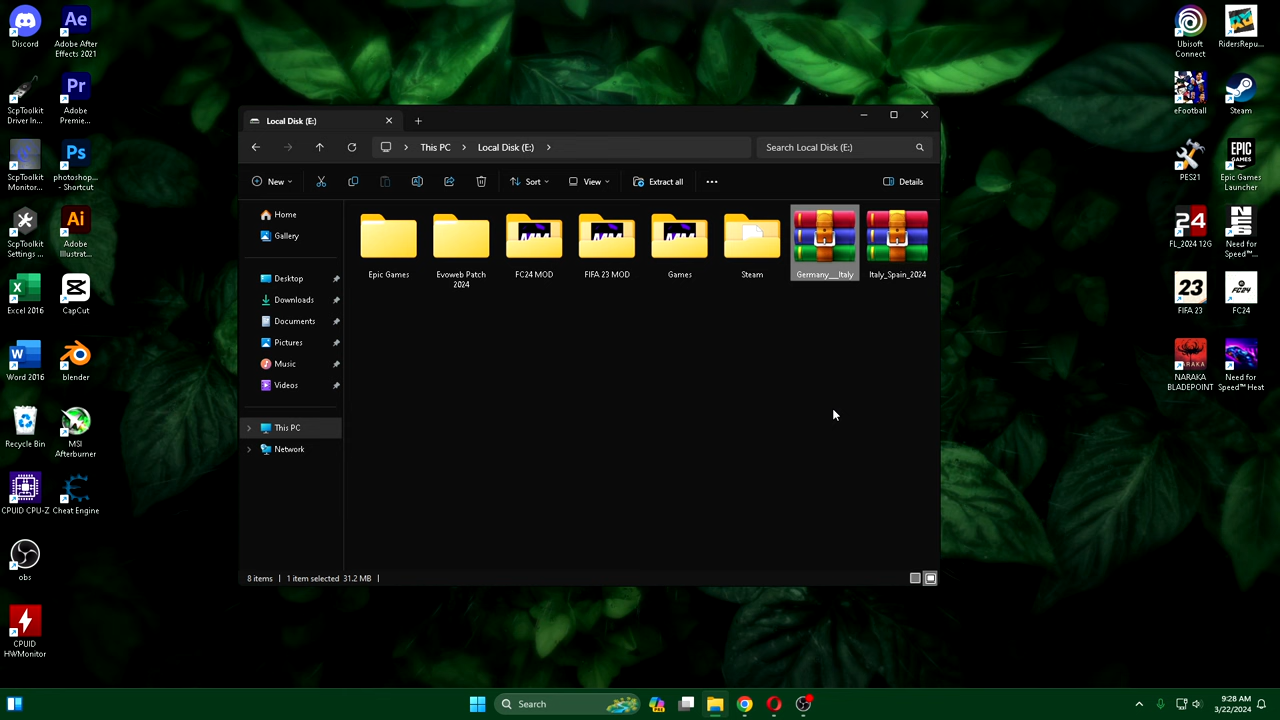 Discord
Adobe After
Effects 2021
ScpToolkit
Driver In...
Adobe
Premie...
ScpToolkit
Monitor...
photoshop...
- Shortcut
ScpToolkit
Settings ...
Adobe
Illustrat...
Excel 2016
CapCut
Word 2016
blender
Recycle Bin
MSI
Afterburner
CPUID CPU-Z
Cheat Engine
obs
CPUID
HWMonitor
Local Disk (E:)
This PC
Local Disk (E:)
Search Local Disk (E:)
New
Sort
View
Extract all
Details
Home
Gallery
Desktop
Downloads
Documents
Pictures
Music
Videos
This PC
Network
Epic Games
Evoweb Patch
2024
FC24 MOD
FIFA 23 MOD
Games
Steam
Germany__Italy
Italy_Spain_2024
8 items
1 item selected 31.2 MB
Ubisoft
Connect
RidersRepu...
eFootball
Steam
PES21
Epic Games
Launcher
FL_2024 12G
Need for
Speed™...
FIFA 23
FC24
NARAKA
BLADEPOINT
Need for
Speed™ Heat
Search
9:28 AM
3/22/2024